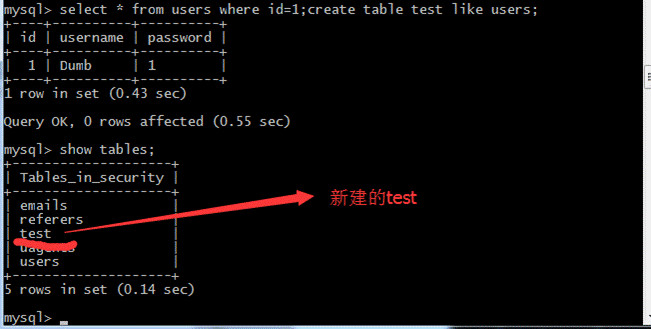 mysql> select * from users where id=1;create table test like users;
+----+----------+----------+
| id | username | password |
+----+----------+----------+
| 1 | Dumb | 1 |
+----+----------+----------+
1 row in set (0.43 sec)
Query OK, 0 rows affected (0.55 sec)
mysql> show tables;
+--------------------+
| Tables_in_security |
+--------------------+
| emails |
| referers |
| test |
新建的test
| uagents |
| users |
+--------------------+
5 rows in set (0.14 sec)
mysql> _